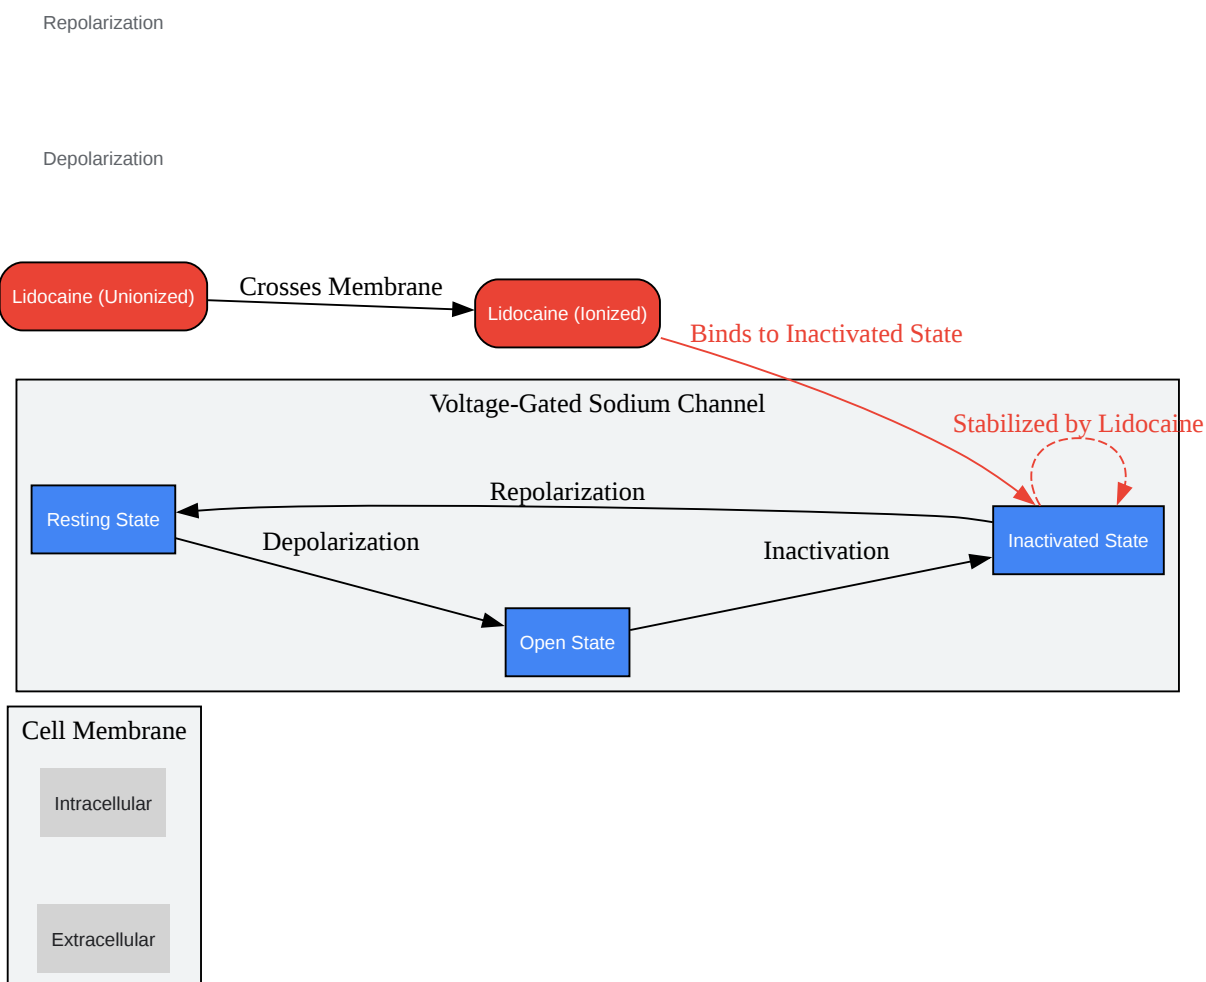 Repolarization
Depolarization
Lidocaine (Unionized)
Crosses Membrane
Lidocaine (Ionized)
Binds to Inactivated State
Voltage-Gated Sodium Channel
Stabilized by Lidocaine
Resting State
Repolarization
Depolarization
Inactivation
Inactivated State
Open State
Cell Membrane
Intracellular
Extracellular